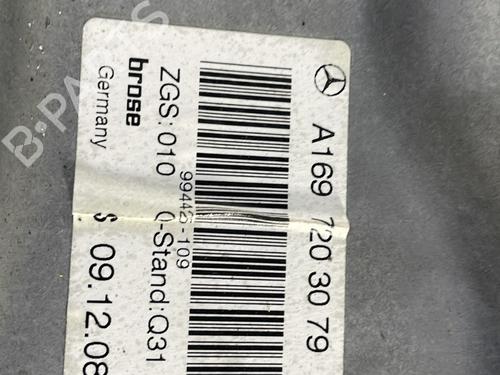 A169 720 30 79
99443-109
ZGS: 010 Q-Stand:Q31
brose
Germany
$ 09.12.08
B-PARTS